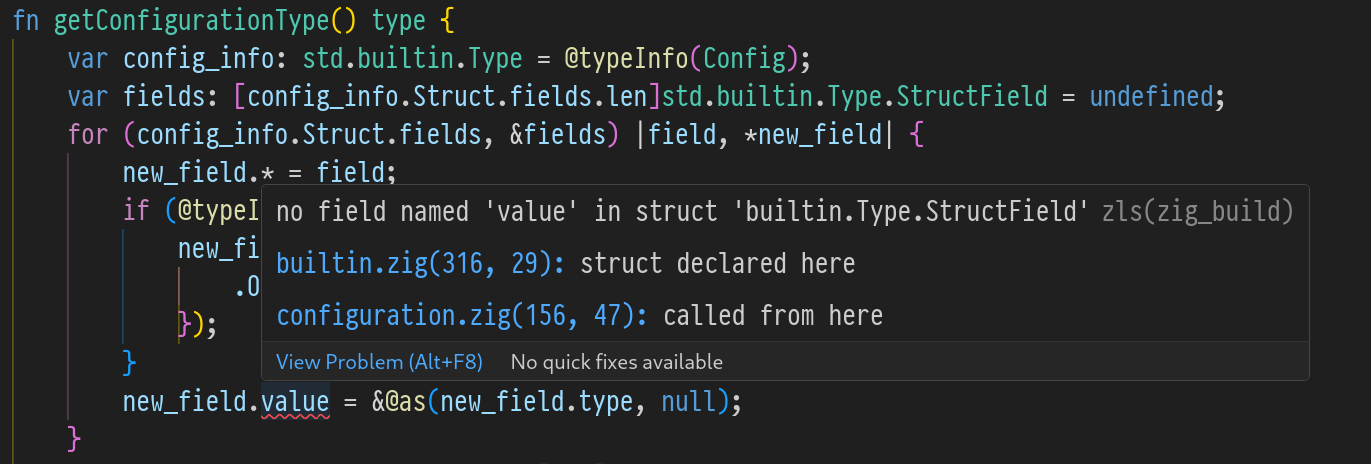 fn getConfigurationType() type {
var config_info: std.builtin.Type = @typeInfo(Config);
var fields: [config_info.Struct.fields.len]std.builtin.Type.StructField = undefined;
for (config_info.Struct.fields, &fields) |field, *new_field| {
new_field.* = field;
if (@typeI
no field named 'value' in struct 'builtin.Type.StructField' zls(zig_build)
new_fi
builtin.zig(316, 29): struct declared here
.O
configuration.zig(156, 47): called from here
});
}
View Problem (Alt+F8) No quick fixes available
new_field.value = &@as(new_field.type, null);
}